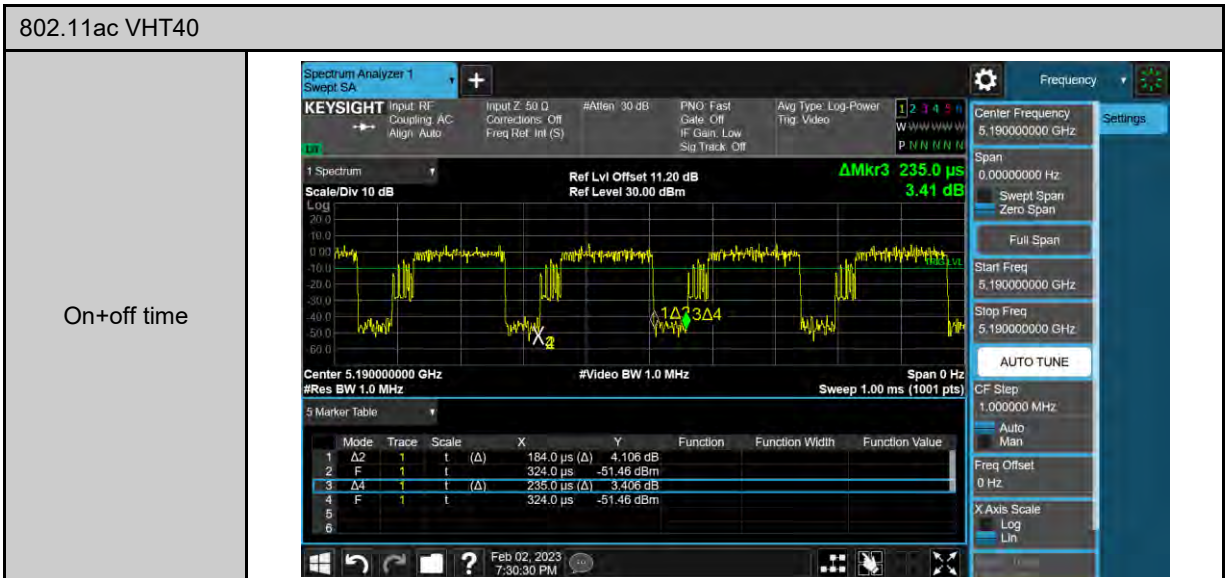 802.11ac VHT40
On+off time
Spectrum Analyzer 1
Swept SA
+
Frequency
Settings
KEYSIGHT Input: RF
Coupling: AC
Align: Auto
Input Z: 50 Ω
Corrections: Off
Freq Ref: Int (S)
#Atten: 30 dB
PNO: Fast
Gate: Off
IF Gain: Low
Sig Track: Off
Avg Type: Log-Power
Trig: Video
1 2 3 4 5 6
W W W W W W
P N N N N N
1 Spectrum
Scale/Div 10 dB
Ref Lvl Offset 11.20 dB
Ref Level 30.00 dBm
ΔMkr3 235.0 µs
3.41 dB
Log
20.0
10.0
0.00
-10.0
-20.0
-30.0
-40.0
-50.0
-60.0
TRIG LVL
3Δ4
Center 5.190000000 GHz
#Res BW 1.0 MHz
#Video BW 1.0 MHz
Span 0 Hz
Sweep 1.00 ms (1001 pts)
5 Marker Table
Mode Trace Scale X Y Function Function Width Function Value
1 Δ2 1 t (Δ) 184.0 µs (Δ) 4.106 dB
2 F 1 t 324.0 µs -51.46 dBm
3 Δ4 1 t (Δ) 235.0 µs (Δ) 3.406 dB
4 F 1 t 324.0 µs -51.46 dBm
5
6
Center Frequency
5.190000000 GHz
Span
0.00000000 Hz
Swept Span
Zero Span
Full Span
Start Freq
5.190000000 GHz
Stop Freq
5.190000000 GHz
AUTO TUNE
CF Step
1.000000 MHz
Auto
Man
Freq Offset
0 Hz
X Axis Scale
Log
Lin
?
Feb 02, 2023
7:30:30 PM